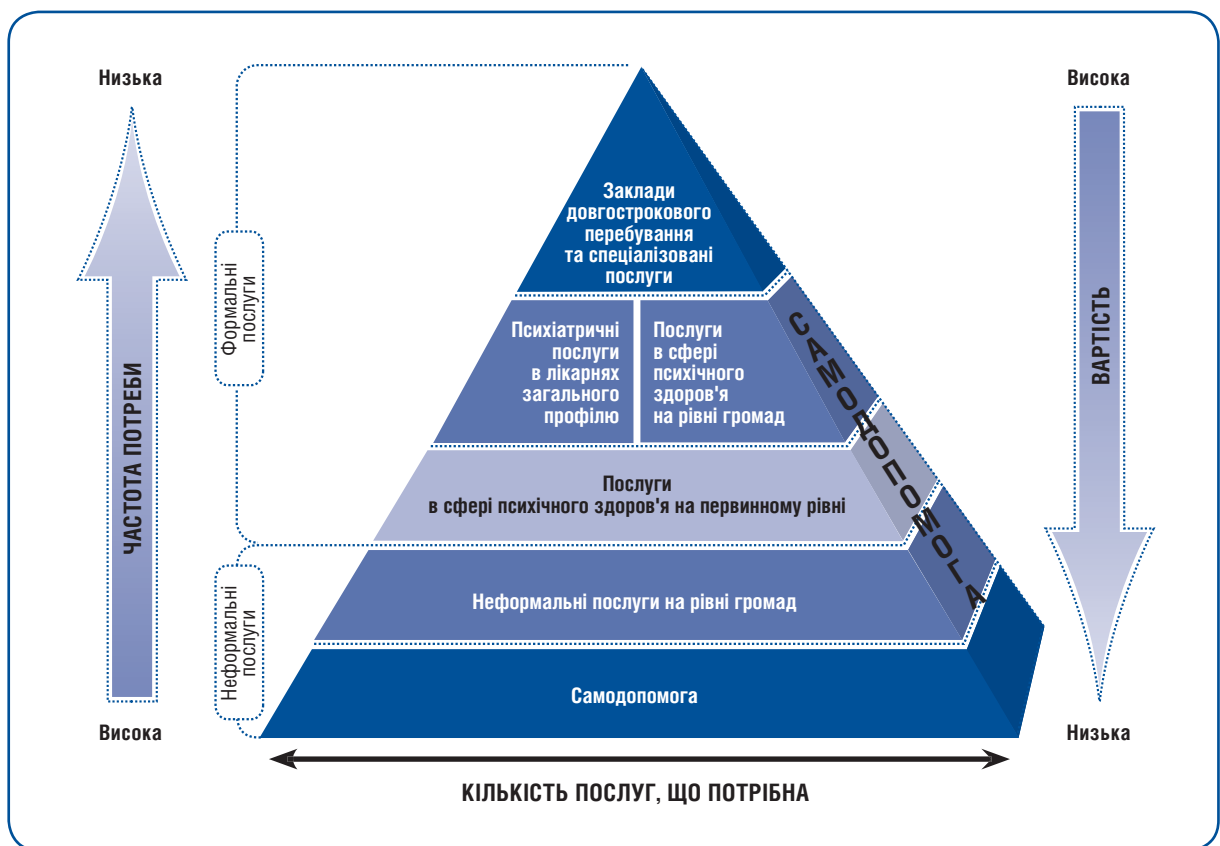 Низька
Висока
Заклади
довгострокового
перебування
та спеціалізовані
послуги
Формальні
послуги
Психіатричні
послуги
в лікарнях
загального
профілю
Послуги
в сфері
психічного
здоров'я
на рівні громад
САМОДОПОМОГА
ВАРТІСТЬ
ЧАСТОТА ПОТРЕБИ
Послуги
в сфері психічного здоров'я на первинному рівні
Неформальні
послуги
Неформальні послуги на рівні громад
Самодопомога
Висока
Низька
КІЛЬКІСТЬ ПОСЛУГ, ЩО ПОТРІБНА